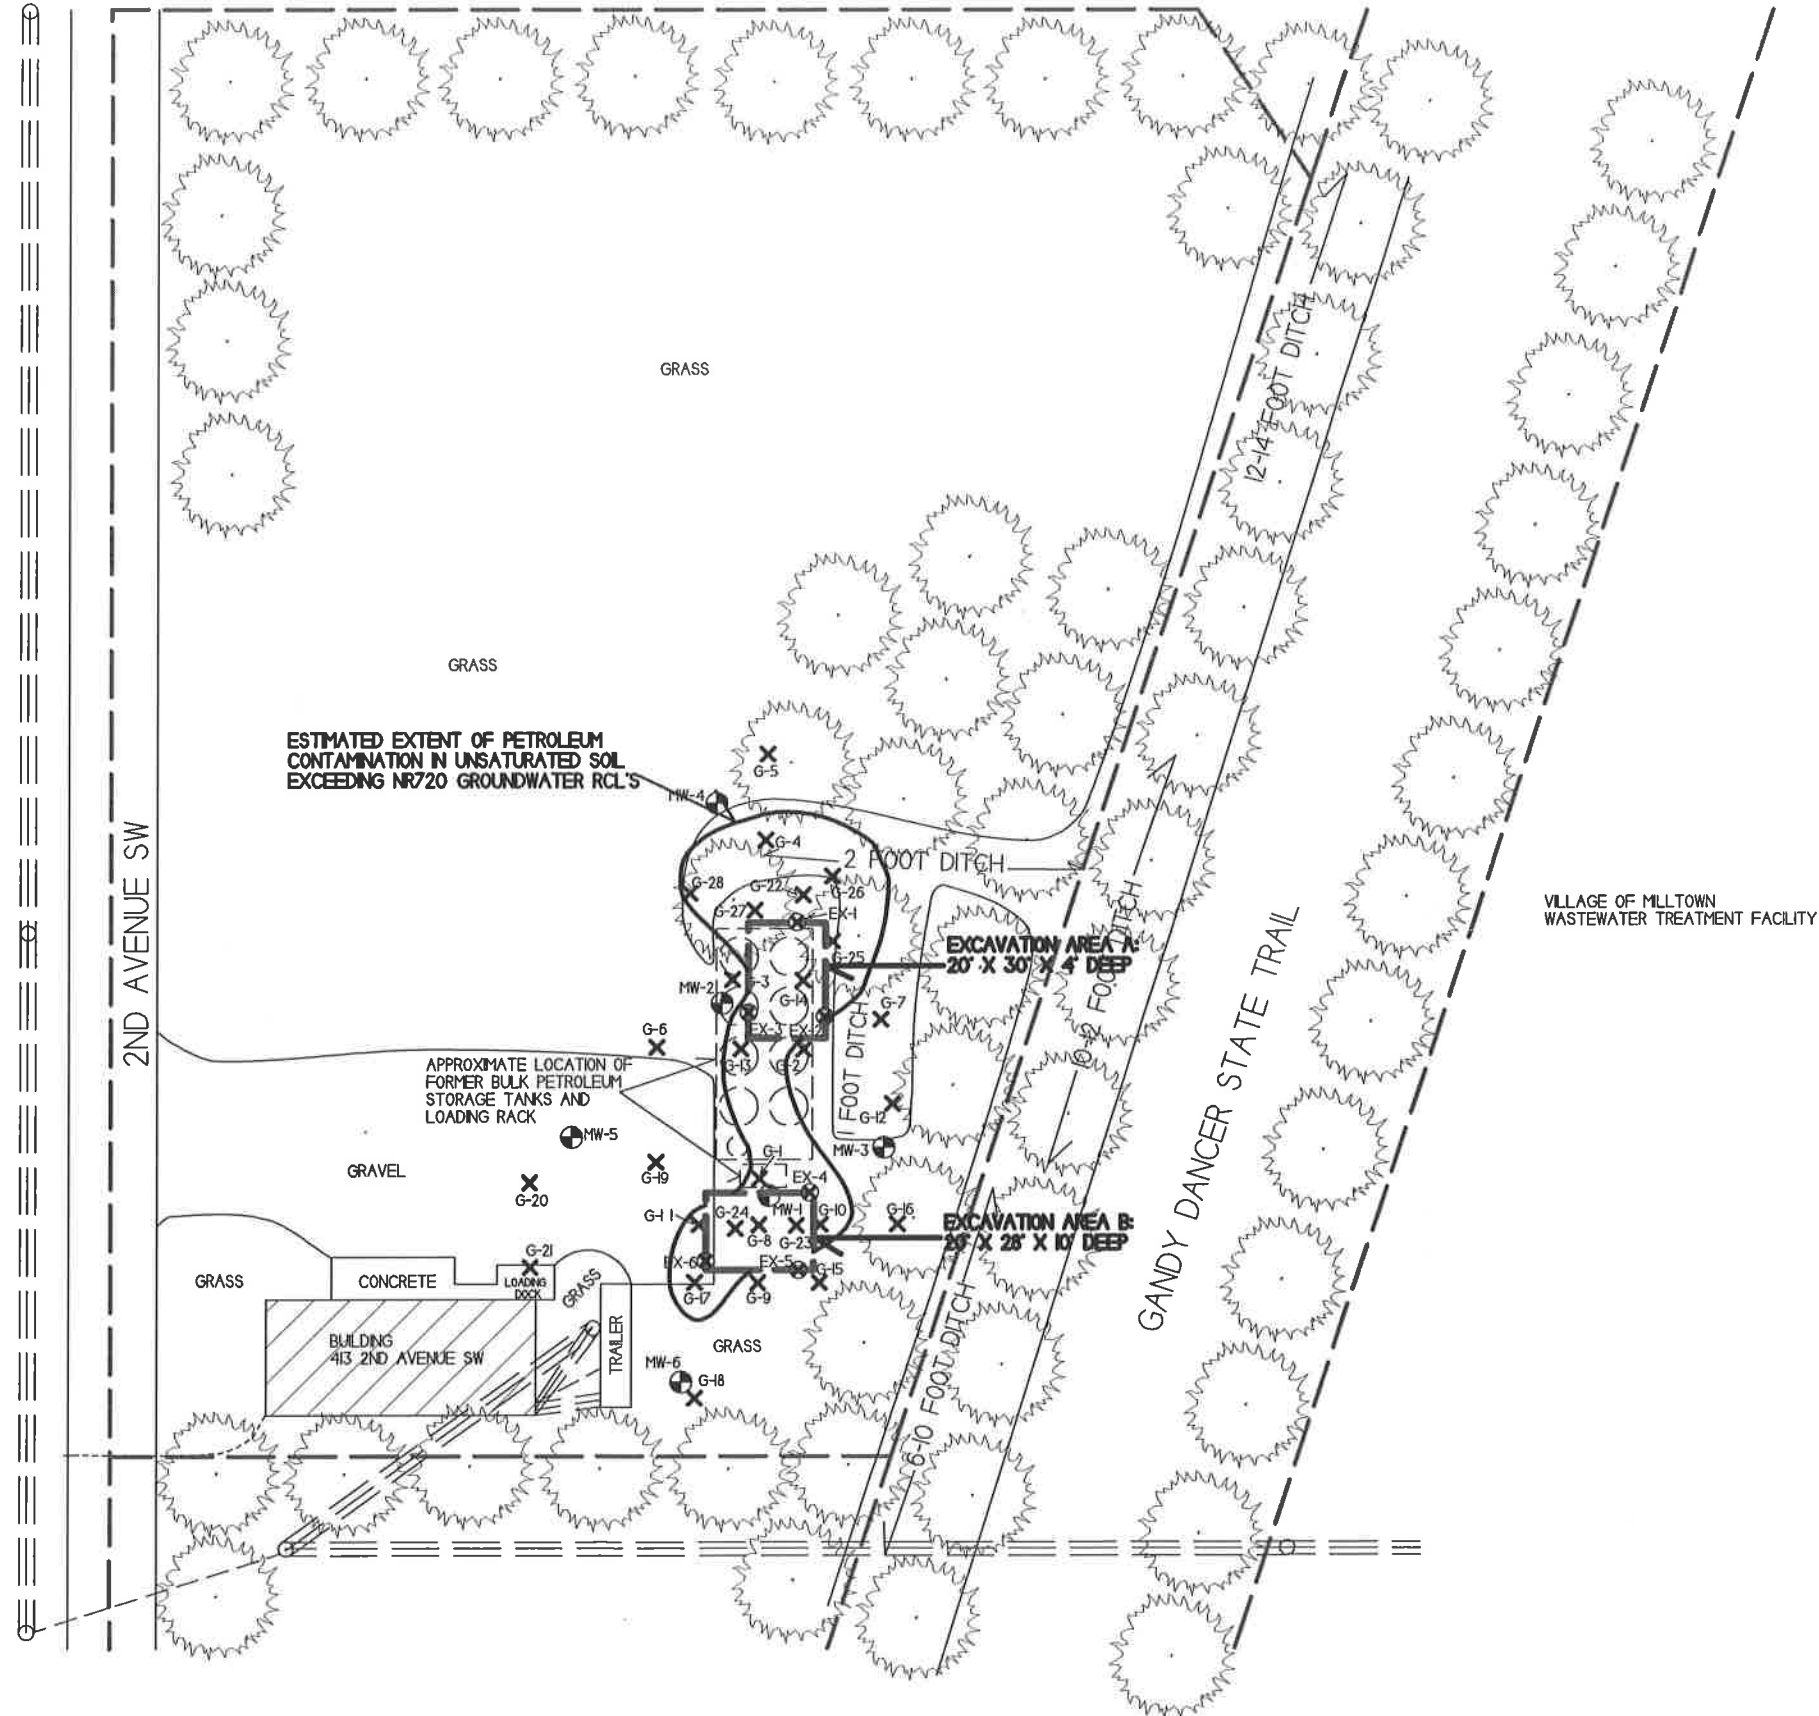 12-14 FOOT DITCH
GRASS
GRASS
ESTIMATED EXTENT OF PETROLEUM
CONTAMINATION IN UNSATURATED SOIL
EXCEEDING NR720 GROUNDWATER RCL'S
G-5
MW-4
G-4
2ND AVENUE SW
2 FOOT DITCH
G-28
G-22
G-26
G-27
EX-1
VILLAGE OF MILLTOWN
WASTEWATER TREATMENT FACILITY
10-12 FOOT DITCH
GANDY DANCER STATE TRAIL
EXCAVATION AREA A:
20' X 30' X 4' DEEP
G-25
G-3
MW-2
G-14
G-7
EX-3
EX-2
G-6
G-13
G-2
1 FOOT DITCH
APPROXIMATE LOCATION OF
FORMER BULK PETROLEUM
STORAGE TANKS AND
LOADING RACK
G-12
MW-5
MW-3
G-1
GRAVEL
G-19
G-20
EX-4
G-11
G-24
MW-1
G-10
G-16
G-8
G-23
EXCAVATION AREA B:
20' X 28' X 10' DEEP
G-21
EX-6
EX-5
G-15
GRASS
CONCRETE
LOADING
DOCK
GRASS
G-17
G-9
6-10 FOOT DITCH
BUILDING
413 2ND AVENUE SW
TRAILER
GRASS
MW-6
G-18